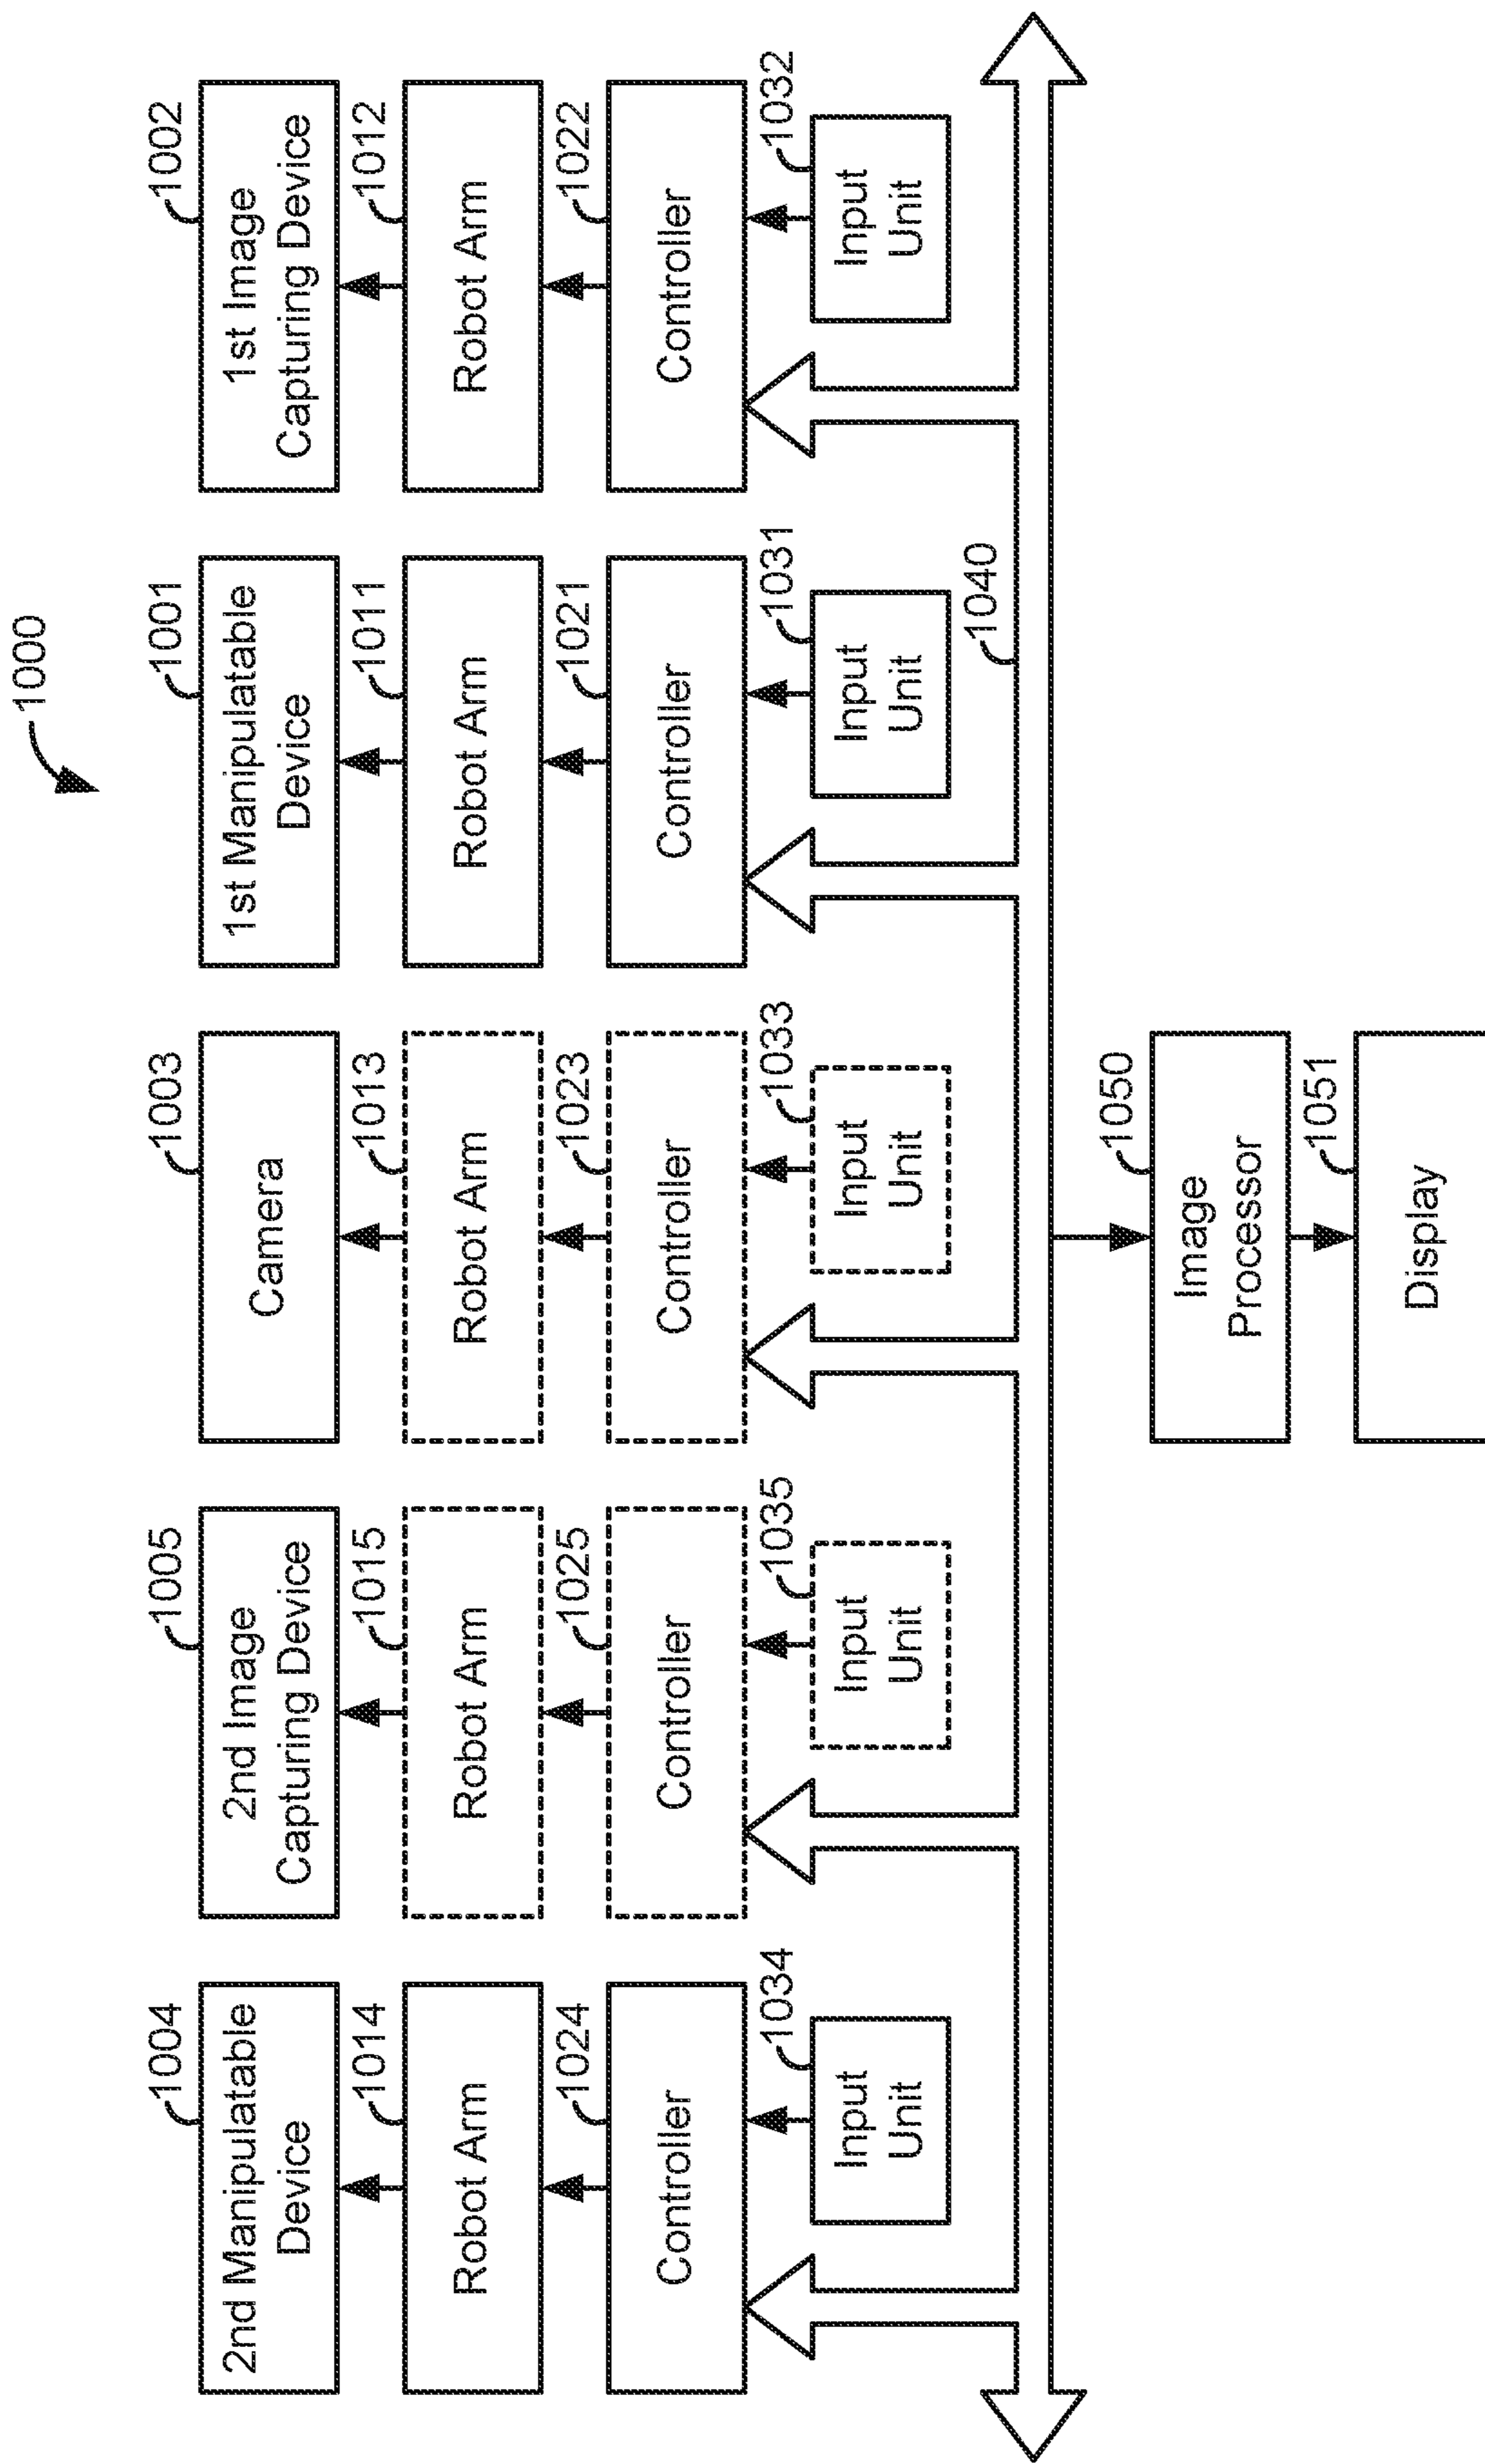 1000
1004
2nd Manipulatable
Device
1014
Robot Arm
1024
Controller
1034
Input
Unit
1005
2nd Image
Capturing Device
1015
Robot Arm
1025
Controller
1035
Input
Unit
1003
Camera
1013
Robot Arm
1023
Controller
1033
Input
Unit
1001
1st Manipulatable
Device
1011
Robot Arm
1021
Controller
1031
Input
Unit
1002
1st Image
Capturing Device
1012
Robot Arm
1022
Controller
1032
Input
Unit
1040
1050
Image
Processor
1051
Display